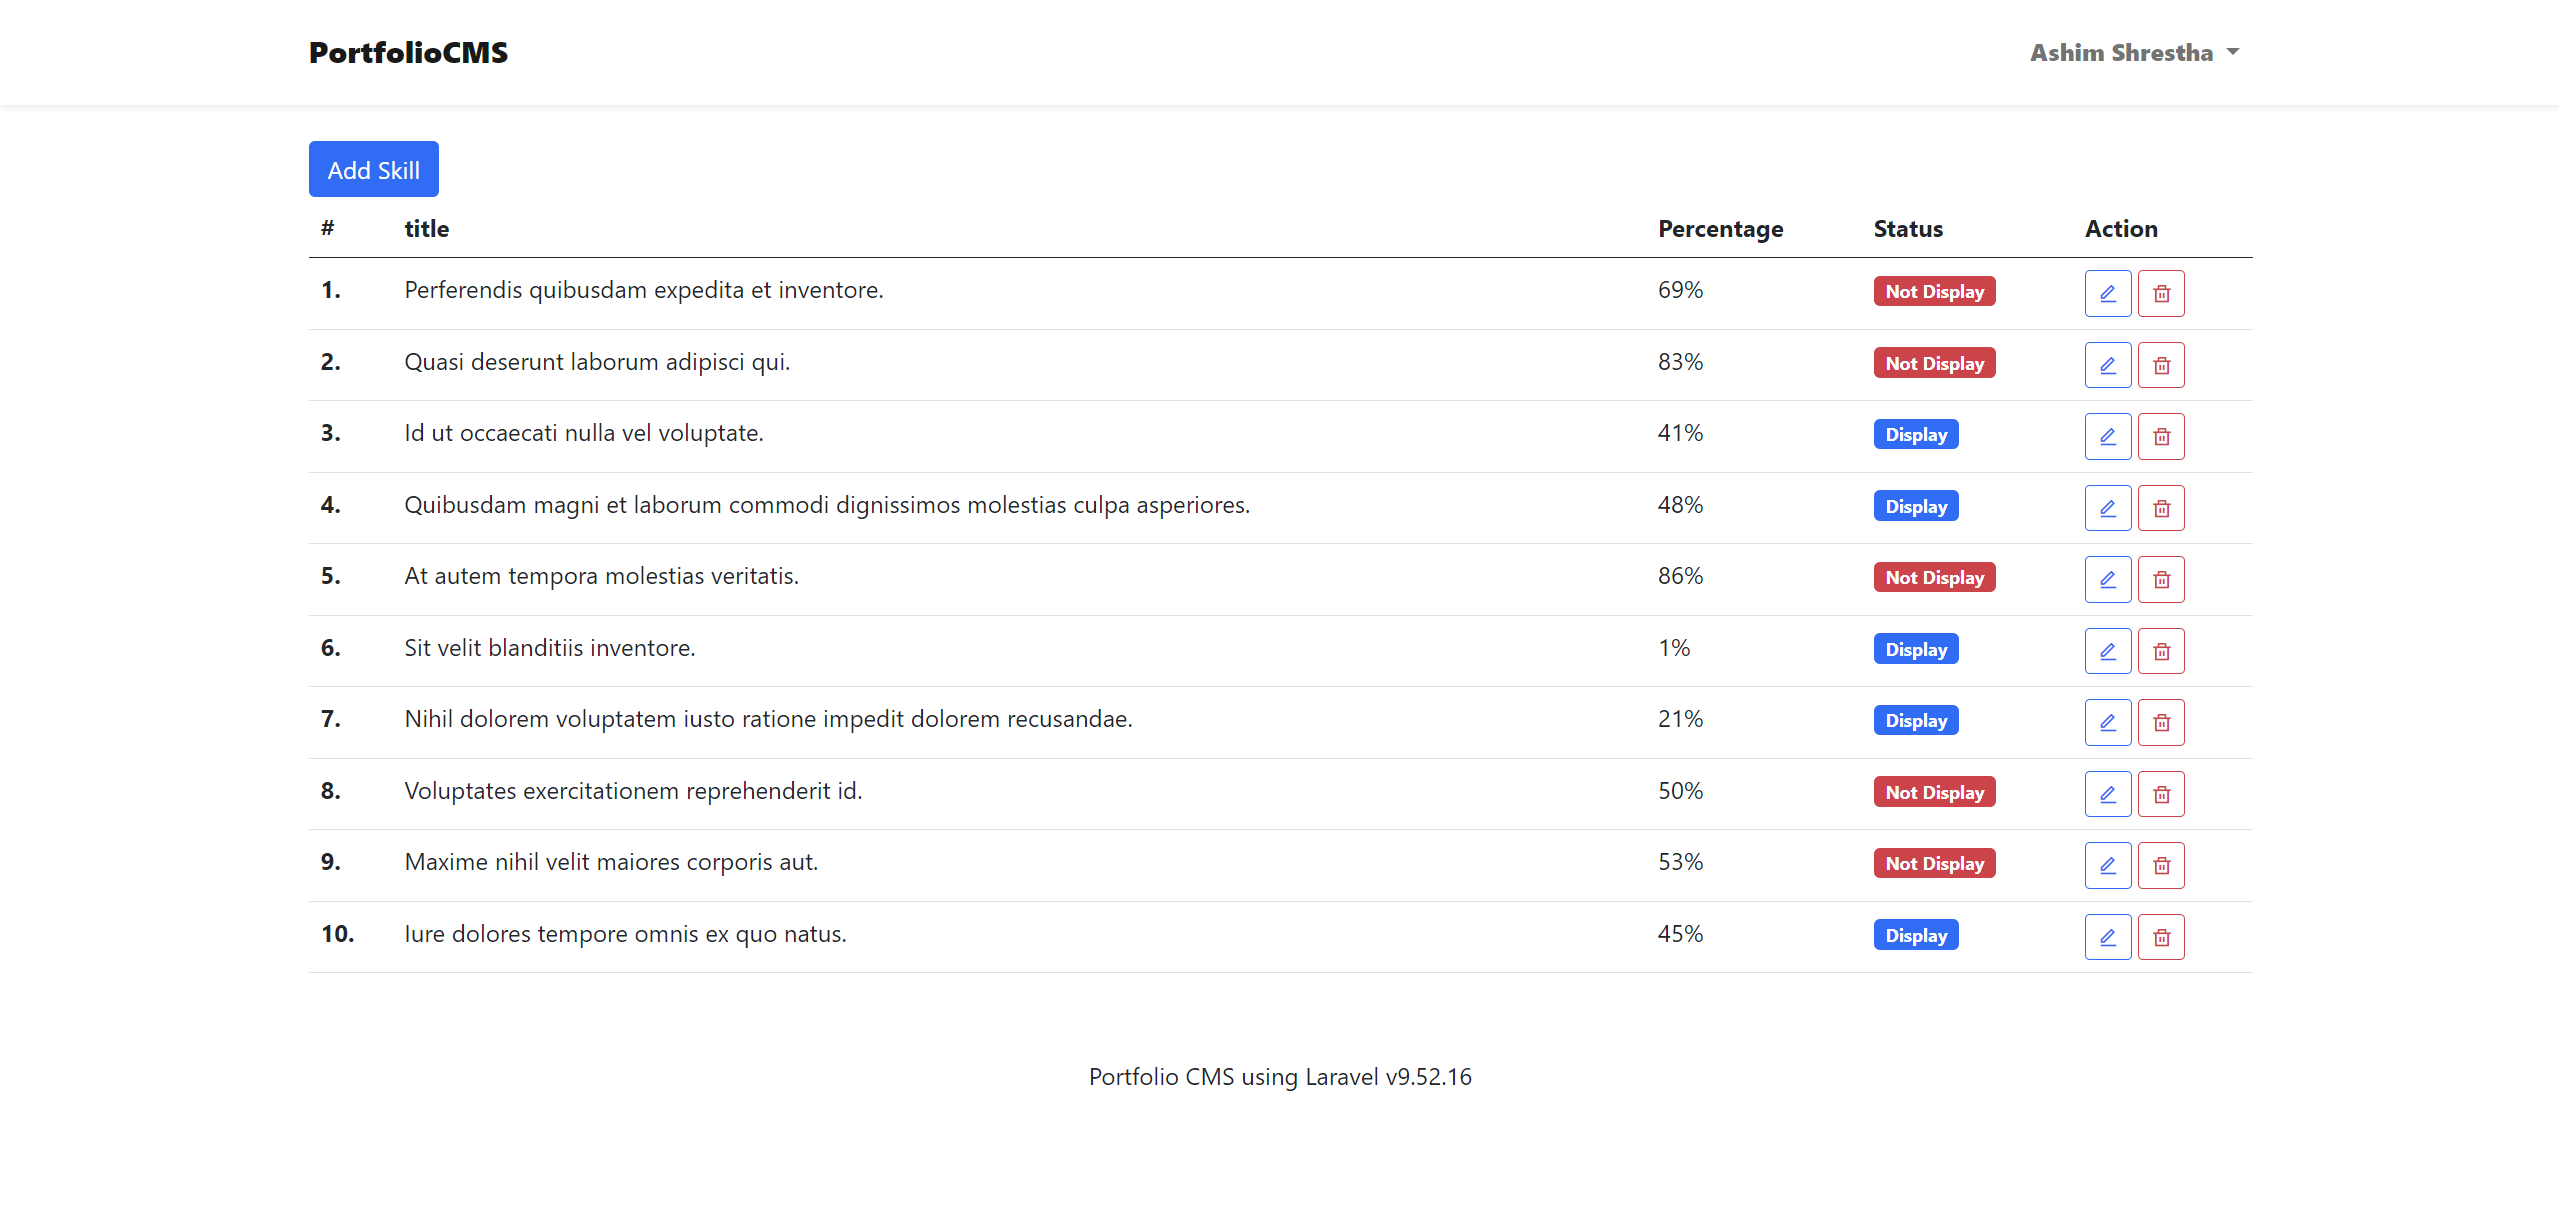 PortfolioCMS Ashim Shrestha
Add Skill
# title Percentage Status Action
1. Perferendis quibusdam expedita et inventore. 69% Not Display
2. Quasi deserunt laborum adipisci qui. 83% Not Display
3. Id ut occaecati nulla vel voluptate. 41% Display
4. Quibusdam magni et laborum commodi dignissimos molestias culpa asperiores. 48% Display
5. At autem tempora molestias veritatis. 86% Not Display
6. Sit velit blanditiis inventore. 1% Display
7. Nihil dolorem voluptatem iusto ratione impedit dolorem recusandae. 21% Display
8. Voluptates exercitationem reprehenderit id. 50% Not Display
9. Maxime nihil velit maiores corporis aut. 53% Not Display
10. Iure dolores tempore omnis ex quo natus. 45% Display
Portfolio CMS using Laravel v9.52.16